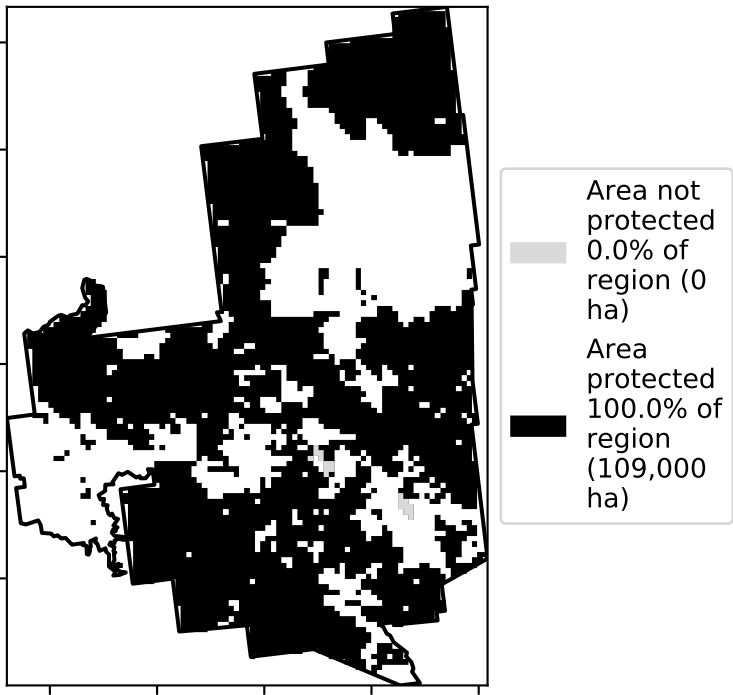 Area not
protected
0.0% of
region (0
ha)
Area
protected
100.0% of
region
(109,000
ha)